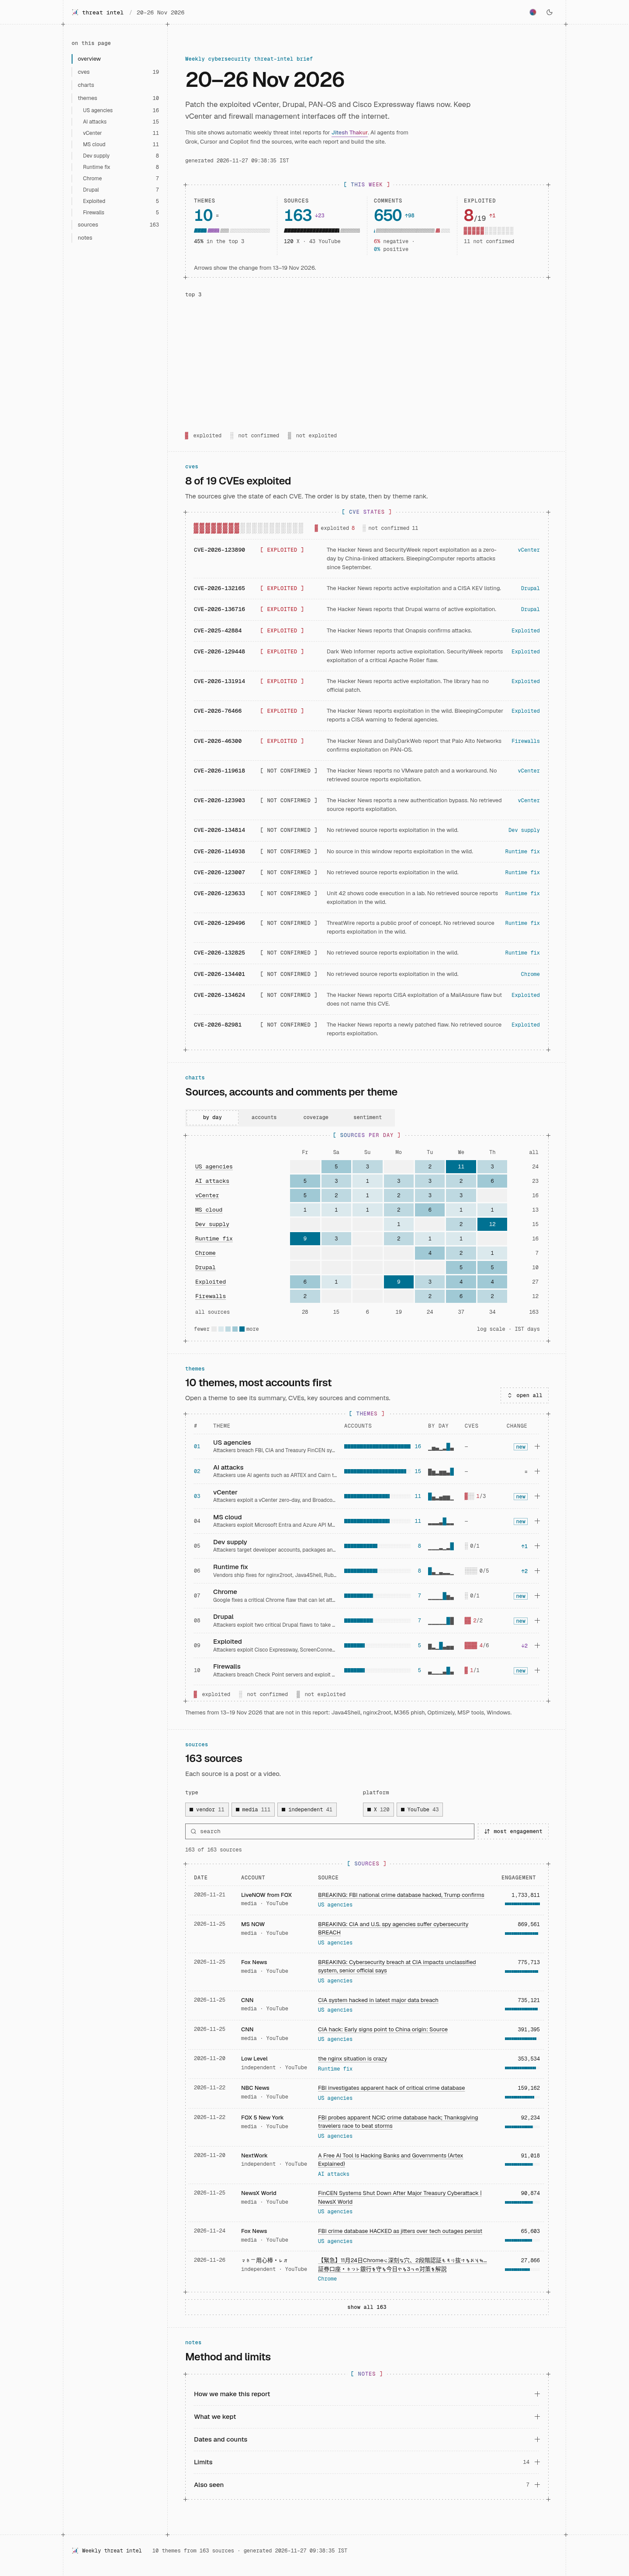 threat intel / 20–26 Nov 2026
on this page
overview
cves 19
charts
themes 10
US agencies 16
AI attacks 15
vCenter 11
MS cloud 11
Dev supply 8
Runtime fix 8
Chrome 7
Drupal 7
Exploited 5
Firewalls 5
sources 163
notes
Weekly cybersecurity threat-intel brief
20–26 Nov 2026
Patch the exploited vCenter, Drupal, PAN-OS and Cisco Expressway flaws now. Keep
vCenter and firewall management interfaces off the internet.
This site shows automatic weekly threat intel reports for Jitesh Thakur. AI agents from
Grok, Cursor and Copilot find the sources, write each report and build the site.
generated 2026-11-27 09:38:35 IST
[ THIS WEEK ]
THEMES
10 =
45% in the top 3
SOURCES
163 ↓23
120 X · 43 YouTube
COMMENTS
650 ↑98
6% negative ·
0% positive
EXPLOITED
8/19 ↑1
11 not confirmed
Arrows show the change from 13–19 Nov 2026.
top 3
exploited not confirmed not exploited
cves
8 of 19 CVEs exploited
The sources give the state of each CVE. The order is by state, then by theme rank.
[ CVE STATES ]
exploited 8 not confirmed 11
CVE-2026-123890 [ EXPLOITED ] The Hacker News and SecurityWeek report exploitation as a zero- vCenter
day by China-linked attackers. BleepingComputer reports attacks
since September.
CVE-2026-132165 [ EXPLOITED ] The Hacker News reports active exploitation and a CISA KEV listing. Drupal
CVE-2026-136716 [ EXPLOITED ] The Hacker News reports that Drupal warns of active exploitation. Drupal
CVE-2025-42884 [ EXPLOITED ] The Hacker News reports that Onapsis confirms attacks. Exploited
CVE-2026-129448 [ EXPLOITED ] Dark Web Informer reports active exploitation. SecurityWeek reports Exploited
exploitation of a critical Apache Roller flaw.
CVE-2026-131914 [ EXPLOITED ] The Hacker News reports active exploitation. The library has no Exploited
official patch.
CVE-2026-76466 [ EXPLOITED ] The Hacker News reports exploitation in the wild. BleepingComputer Exploited
reports a CISA warning to federal agencies.
CVE-2026-46300 [ EXPLOITED ] The Hacker News and DailyDarkWeb report that Palo Alto Networks Firewalls
confirms exploitation on PAN-OS.
CVE-2026-119618 [ NOT CONFIRMED ] The Hacker News reports no VMware patch and a workaround. No vCenter
retrieved source reports exploitation.
CVE-2026-123903 [ NOT CONFIRMED ] The Hacker News reports a new authentication bypass. No retrieved vCenter
source reports exploitation.
CVE-2026-134814 [ NOT CONFIRMED ] No retrieved source reports exploitation in the wild. Dev supply
CVE-2026-114938 [ NOT CONFIRMED ] No source in this window reports exploitation in the wild. Runtime fix
CVE-2026-123007 [ NOT CONFIRMED ] No retrieved source reports exploitation in the wild. Runtime fix
CVE-2026-123633 [ NOT CONFIRMED ] Unit 42 shows code execution in a lab. No retrieved source reports Runtime fix
exploitation in the wild.
CVE-2026-129496 [ NOT CONFIRMED ] ThreatWire reports a public proof of concept. No retrieved source Runtime fix
reports exploitation in the wild.
CVE-2026-132825 [ NOT CONFIRMED ] No retrieved source reports exploitation in the wild. Runtime fix
CVE-2026-134401 [ NOT CONFIRMED ] No retrieved source reports exploitation in the wild. Chrome
CVE-2026-134624 [ NOT CONFIRMED ] The Hacker News reports CISA exploitation of a MailAssure flaw but Exploited
does not name this CVE.
CVE-2026-82981 [ NOT CONFIRMED ] The Hacker News reports a newly patched flaw. No retrieved source Exploited
reports exploitation.
charts
Sources, accounts and comments per theme
by day accounts coverage sentiment
[ SOURCES PER DAY ]
Fr Sa Su Mo Tu We Th all
US agencies 5 3 2 11 3 24
AI attacks 5 3 1 3 3 2 6 23
vCenter 5 2 1 2 3 3 16
MS cloud 1 1 1 2 6 1 1 13
Dev supply 1 2 12 15
Runtime fix 9 3 2 1 1 16
Chrome 4 2 1 7
Drupal 5 5 10
Exploited 6 1 9 3 4 4 27
Firewalls 2 2 6 2 12
all sources 28 15 6 19 24 37 34 163
fewer more log scale · IST days
themes
10 themes, most accounts first
Open a theme to see its summary, CVEs, key sources and comments.
open all
[ THEMES ]
# THEME ACCOUNTS BY DAY CVES CHANGE
01 US agencies 16 – new
Attackers breach FBI, CIA and Treasury FinCEN sy…
02 AI attacks 15 – =
Attackers use AI agents such as ARTEX and Cairn t…
03 vCenter 11 1/3 new
Attackers exploit a vCenter zero-day, and Broadco…
04 MS cloud 11 – new
Attackers exploit Microsoft Entra and Azure API M…
05 Dev supply 8 0/1 ↑1
Attackers target developer accounts, packages an…
06 Runtime fix 8 0/5 ↑2
Vendors ship fixes for nginx2root, Java4Shell, Rub…
07 Chrome 7 0/1 new
Google fixes a critical Chrome flaw that can let att…
08 Drupal 7 2/2 new
Attackers exploit two critical Drupal flaws to take …
09 Exploited 5 4/6 ↓2
Attackers exploit Cisco Expressway, ScreenConne…
10 Firewalls 5 1/1 new
Attackers breach Check Point servers and exploit …
exploited not confirmed not exploited
Themes from 13–19 Nov 2026 that are not in this report: Java4Shell, nginx2root, M365 phish, Optimizely, MSP tools, Windows.
sources
163 sources
Each source is a post or a video.
type platform
vendor 11 media 111 independent 41 X 120 YouTube 43
search most engagement
163 of 163 sources
[ SOURCES ]
DATE ACCOUNT SOURCE ENGAGEMENT
2026-11-21 LiveNOW from FOX BREAKING: FBI national crime database hacked, Trump confirms 1,733,811
media · YouTube US agencies
2026-11-25 MS NOW BREAKING: CIA and U.S. spy agencies suffer cybersecurity 869,561
media · YouTube BREACH
US agencies
2026-11-25 Fox News BREAKING: Cybersecurity breach at CIA impacts unclassified 775,713
media · YouTube system, senior official says
US agencies
2026-11-25 CNN CIA system hacked in latest major data breach 735,121
media · YouTube US agencies
2026-11-25 CNN CIA hack: Early signs point to China origin: Source 391,395
media · YouTube US agencies
2026-11-20 Low Level the nginx situation is crazy 353,534
independent · YouTube Runtime fix
2026-11-22 NBC News FBI investigates apparent hack of critical crime database 159,162
media · YouTube US agencies
2026-11-22 FOX 5 New York FBI probes apparent NCIC crime database hack; Thanksgiving 92,234
media · YouTube travelers race to beat storms
US agencies
2026-11-20 NextWork A Free AI Tool Is Hacking Banks and Governments (Artex 91,018
independent · YouTube Explained)
AI attacks
2026-11-25 NewsX World FinCEN Systems Shut Down After Major Treasury Cyberattack | 90,874
media · YouTube NewsX World
US agencies
2026-11-24 Fox News FBI crime database HACKED as jitters over tech outages persist 65,603
media · YouTube US agencies
2026-11-26 27,866
independent · YouTube
Chrome
show all 163
notes
Method and limits
[ NOTES ]
How we make this report
What we kept
Dates and counts
Limits 14
Also seen 7
Weekly threat intel 10 themes from 163 sources · generated 2026-11-27 09:38:35 IST